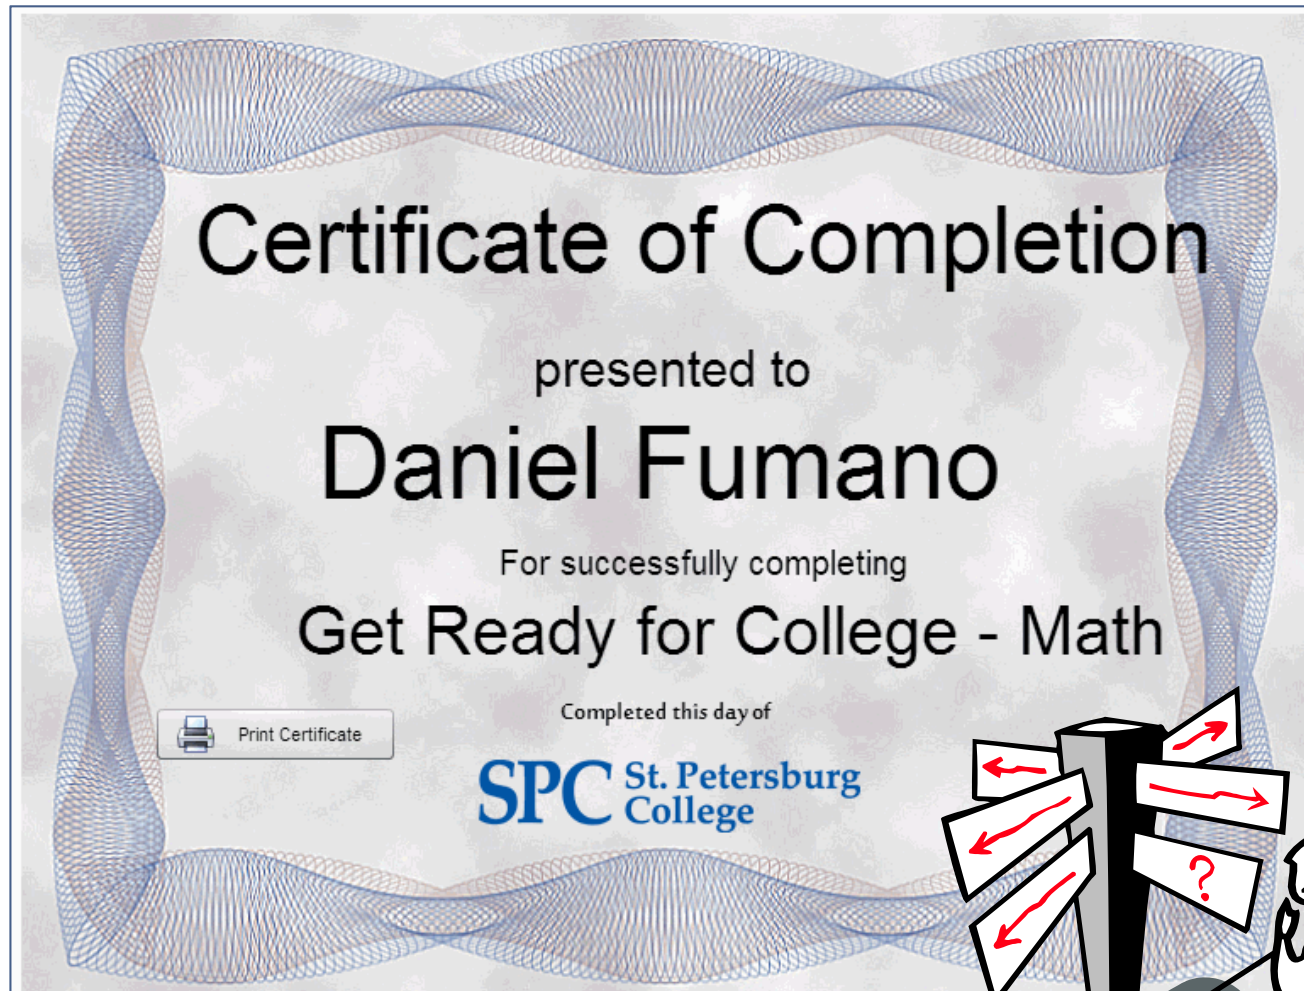 Certificate of Completion
presented to
Daniel Fumano
For successfully completing
Get Ready for College - Math
Completed this day of
Print Certificate
SPC St. Petersburg
College
?